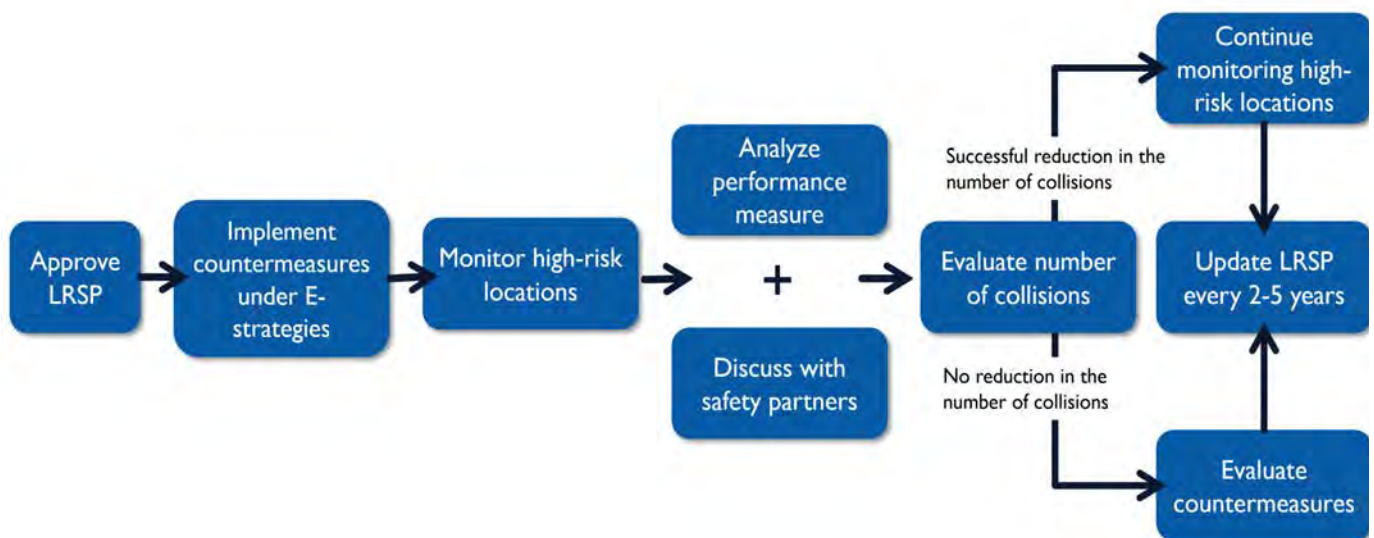 Approve
LRSP
Implement
countermeasures
under E-
strategies
Monitor high-risk
locations
Analyze
performance
measure
+
Discuss with
safety partners
Evaluate number
of collisions
Successful reduction in the
number of collisions
No reduction in the
number of collisions
Continue
monitoring high-
risk locations
Update LRSP
every 2-5 years
Evaluate
countermeasures